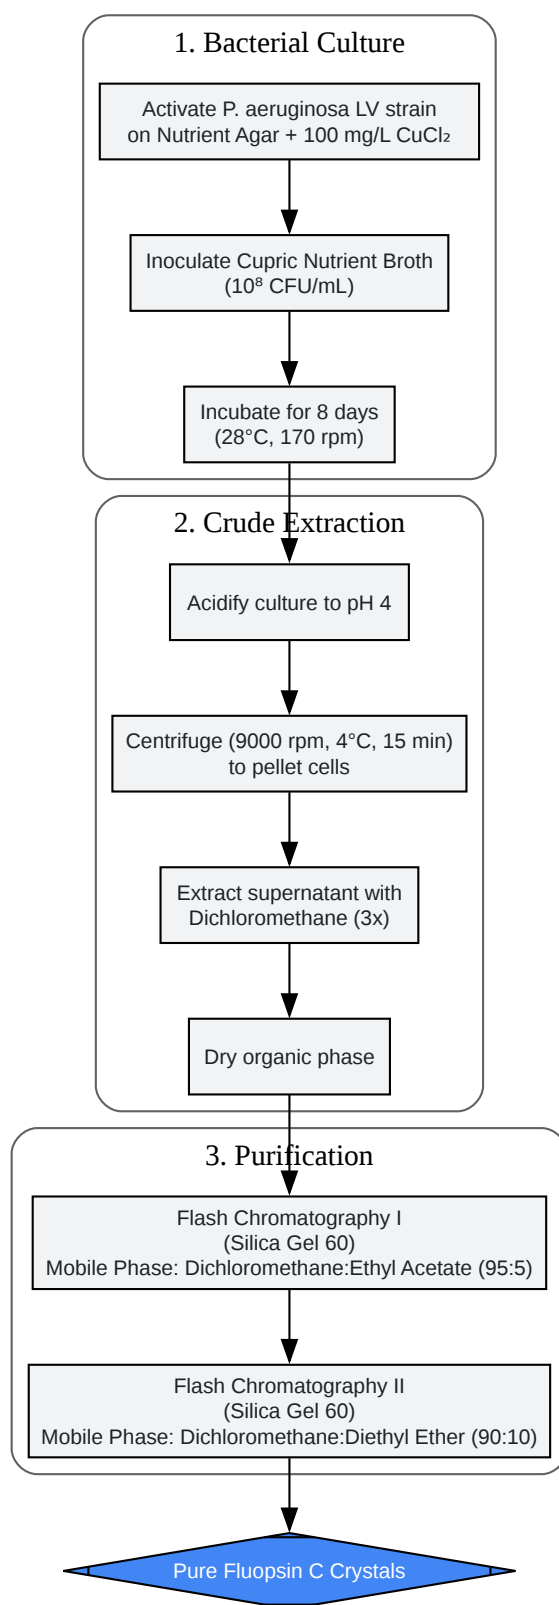 1. Bacterial Culture
Activate P. aeruginosa LV strain
on Nutrient Agar + 100 mg/L CuCl₂
Inoculate Cupric Nutrient Broth
(10⁸ CFU/mL)
Incubate for 8 days
(28°C, 170 rpm)
2. Crude Extraction
Acidify culture to pH 4
Centrifuge (9000 rpm, 4°C, 15 min)
to pellet cells
Extract supernatant with
Dichloromethane (3x)
Dry organic phase
3. Purification
Flash Chromatography I
(Silica Gel 60)
Mobile Phase: Dichloromethane:Ethyl Acetate (95:5)
Flash Chromatography II
(Silica Gel 60)
Mobile Phase: Dichloromethane:Diethyl Ether (90:10)
Pure Fluopsin C Crystals